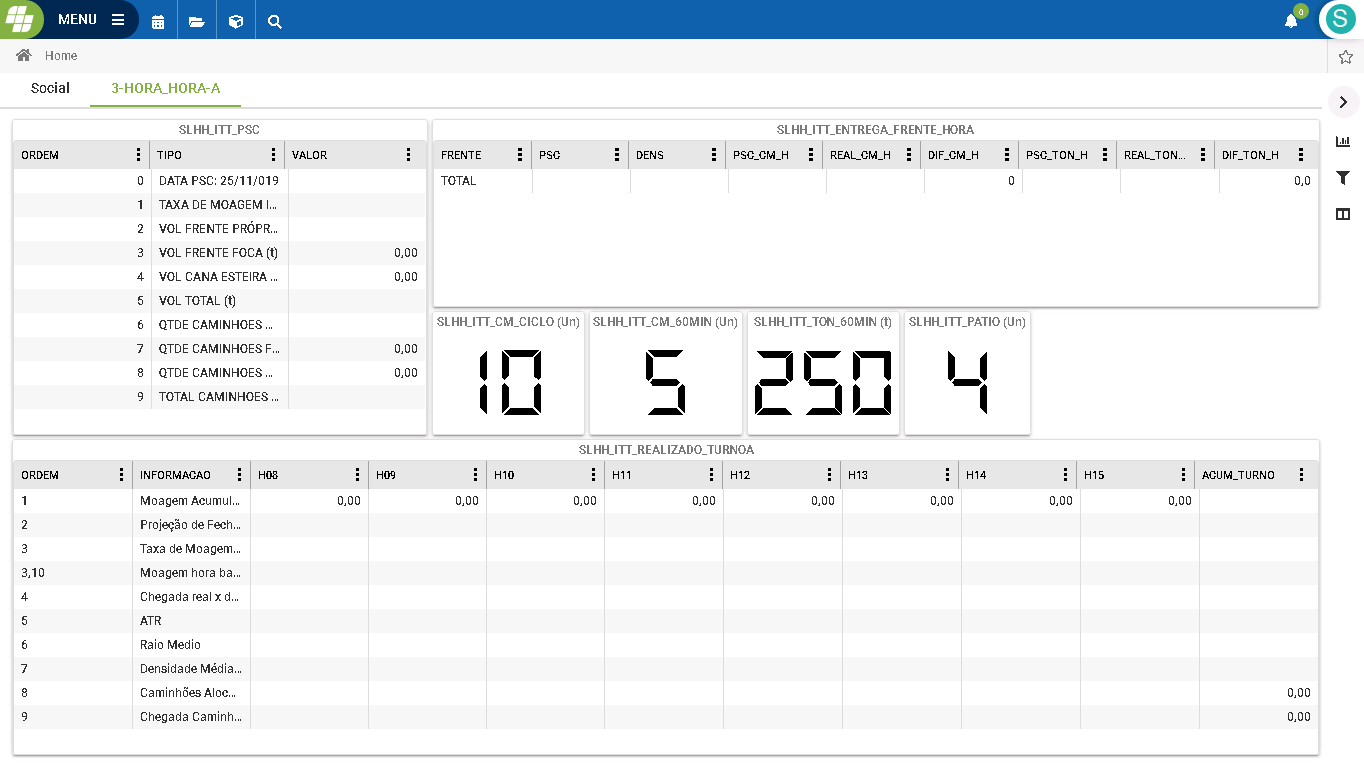 MENU
0
S
Home
Social 3-HORA_HORA-A
SLHH_ITT_PSC
ORDEM TIPO VALOR
0 DATA PSC: 25/11/019
1 TAXA DE MOAGEM I...
2 VOL FRENTE PRÓPR...
3 VOL FRENTE FOCA (t) 0,00
4 VOL CANA ESTEIRA ... 0,00
5 VOL TOTAL (t)
6 QTDE CAMINHOES ...
7 QTDE CAMINHOES F... 0,00
8 QTDE CAMINHOES ... 0,00
9 TOTAL CAMINHOES ...
SLHH_ITT_ENTREGA_FRENTE_HORA
FRENTE PSC DENS PSC_CM_H REAL_CM_H DIF_CM_H PSC_TON_H REAL_TON... DIF_TON_H
TOTAL 0 0,0
SLHH_ITT_CM_CICLO (Un)
10
SLHH_ITT_CM_60MIN (Un)
5
SLHH_ITT_TON_60MIN (t)
250
SLHH_ITT_PATIO (Un)
4
SLHH_ITT_REALIZADO_TURNOA
ORDEM INFORMACAO H08 H09 H10 H11 H12 H13 H14 H15 ACUM_TURNO
1 Moagem Acumul... 0,00 0,00 0,00 0,00 0,00 0,00 0,00 0,00
2 Projeção de Fech...
3 Taxa de Moagem...
3,10 Moagem hora ba...
4 Chegada real x d...
5 ATR
6 Raio Medio
7 Densidade Média...
8 Caminhões Aloc... 0,00
9 Chegada Caminh... 0,00